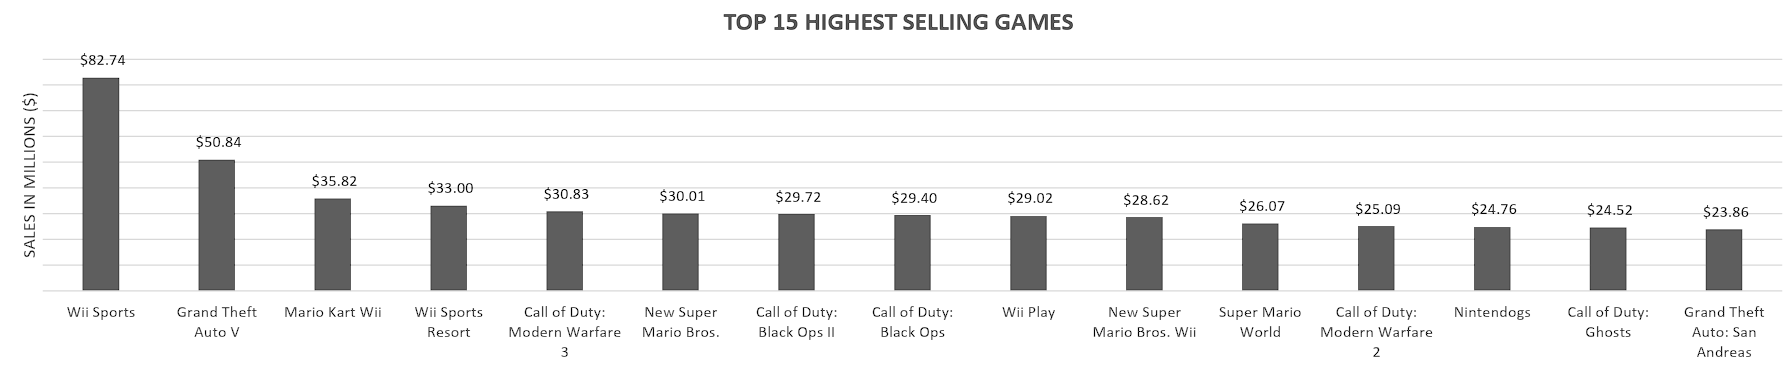 TOP 15 HIGHEST SELLING GAMES
SALES IN MILLIONS ($)
$82.74
$50.84
$35.82
$33.00
$30.83
$30.01
$29.72
$29.40
$29.02
$28.62
$26.07
$25.09
$24.76
$24.52
$23.86
Wii Sports
Grand Theft
Auto V
Mario Kart Wii
Wii Sports
Resort
Call of Duty:
Modern Warfare
3
New Super
Mario Bros.
Call of Duty:
Black Ops II
Call of Duty:
Black Ops
Wii Play
New Super
Mario Bros. Wii
Super Mario
World
Call of Duty:
Modern Warfare
2
Nintendogs
Call of Duty:
Ghosts
Grand Theft
Auto: San
Andreas